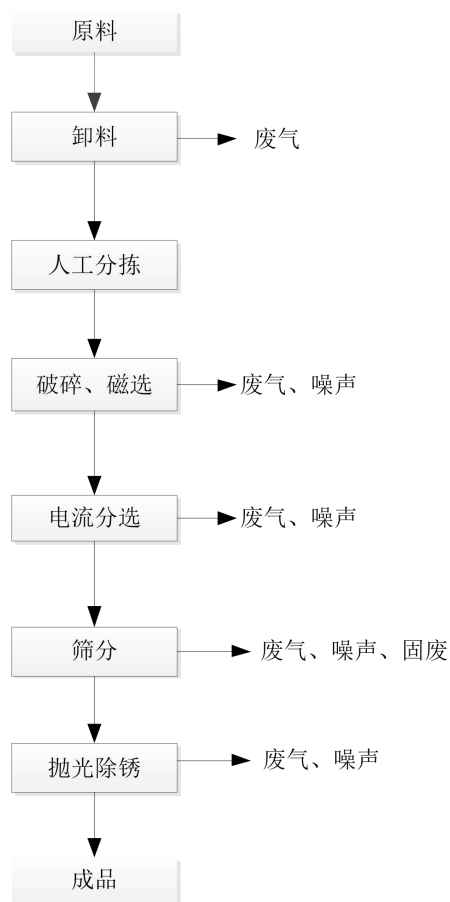 原料
卸料
废气
人工分拣
破碎、磁选
废气、噪声
电流分选
废气、噪声
筛分
废气、噪声、固废
抛光除锈
废气、噪声
成品